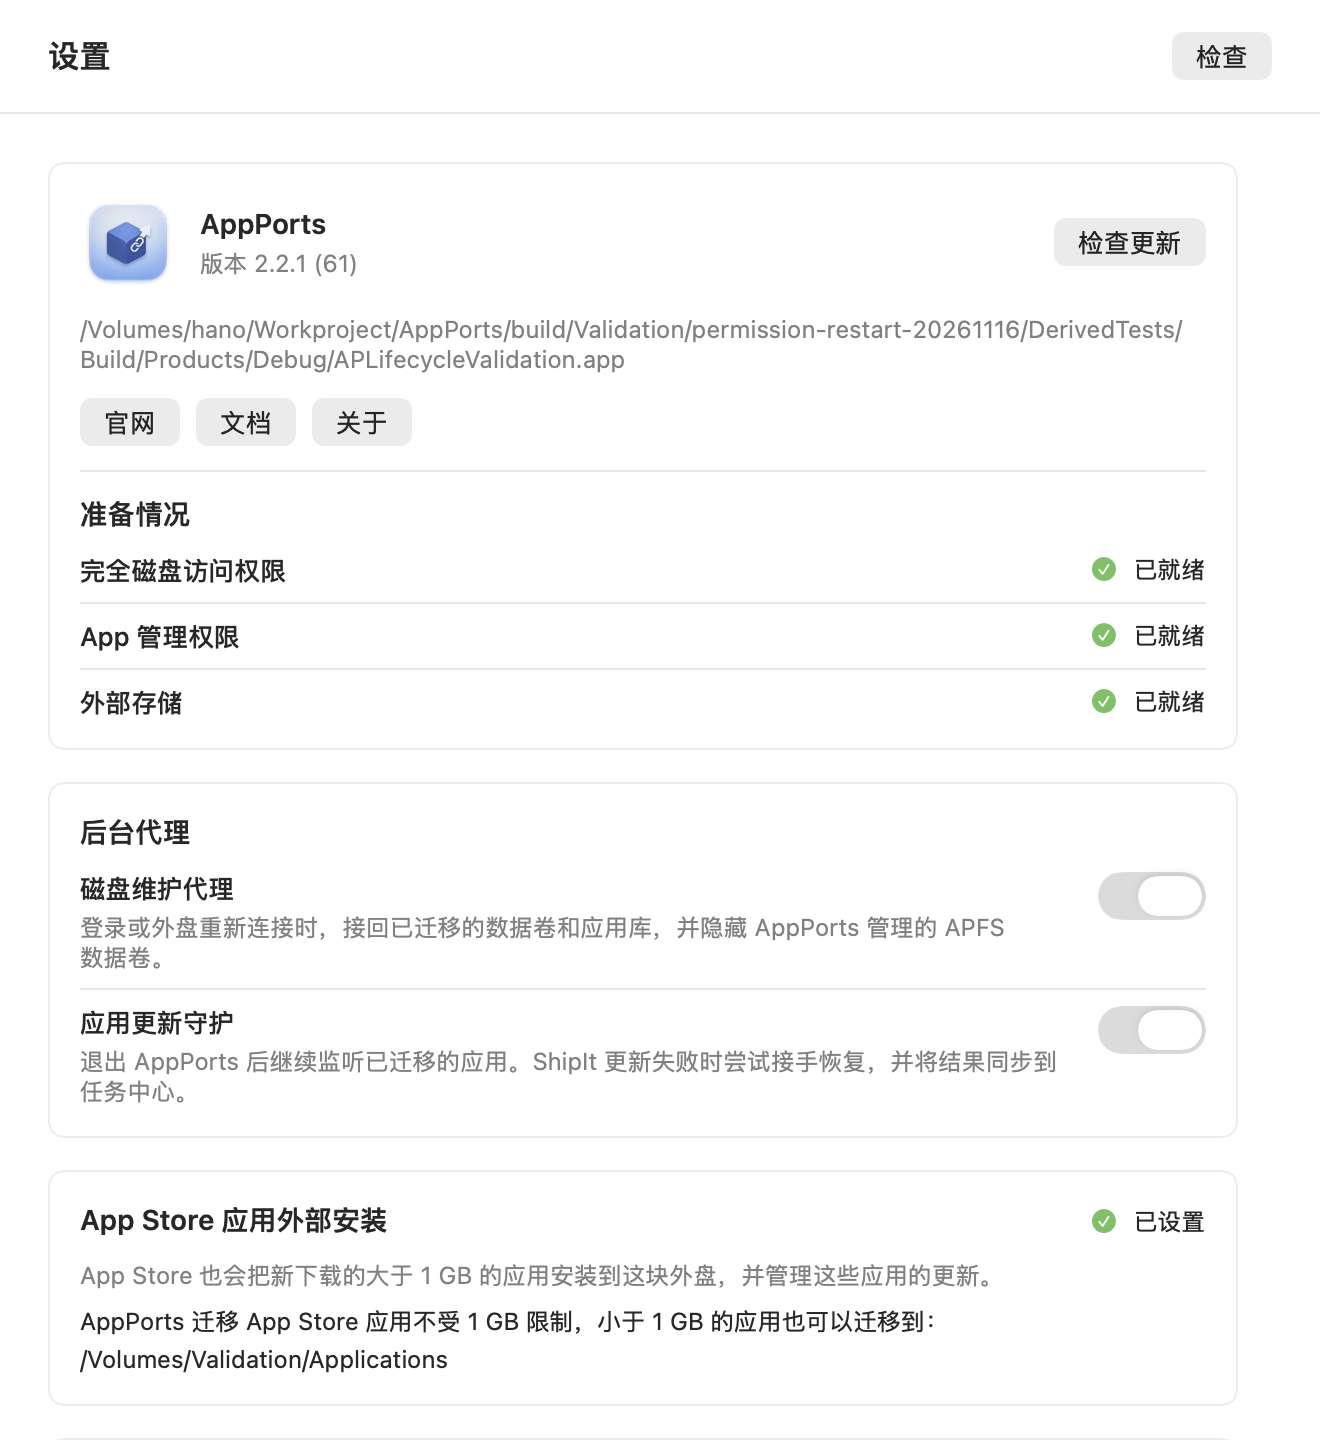 设置
检查
AppPorts
版本 2.2.1 (61)
检查更新
/Volumes/hano/Workproject/AppPorts/build/Validation/permission-restart-20261116/DerivedTests/
Build/Products/Debug/APLifecycleValidation.app
官网
文档
关于
准备情况
完全磁盘访问权限
已就绪
App 管理权限
已就绪
外部存储
已就绪
后台代理
磁盘维护代理
登录或外盘重新连接时，接回已迁移的数据卷和应用库，并隐藏 AppPorts 管理的 APFS
数据卷。
应用更新守护
退出 AppPorts 后继续监听已迁移的应用。ShipIt 更新失败时尝试接手恢复，并将结果同步到
任务中心。
App Store 应用外部安装
已设置
App Store 也会把新下载的大于 1 GB 的应用安装到这块外盘，并管理这些应用的更新。
AppPorts 迁移 App Store 应用不受 1 GB 限制，小于 1 GB 的应用也可以迁移到：
/Volumes/Validation/Applications